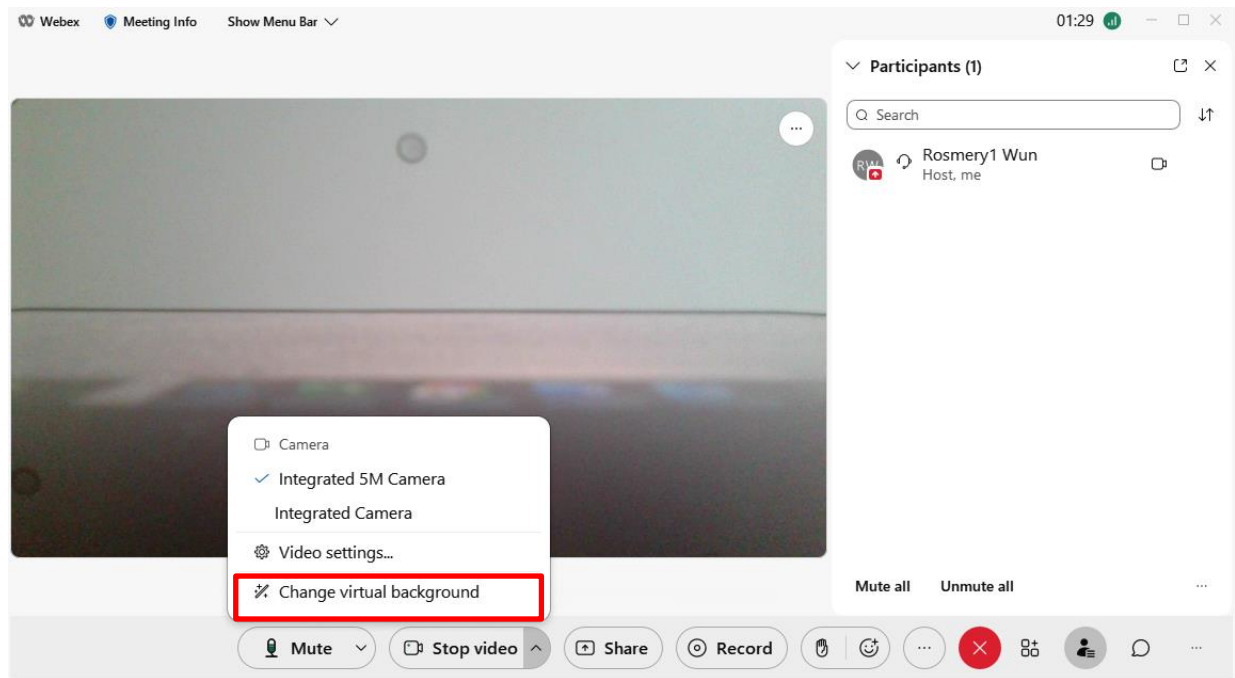 Webex Meeting Info Show Menu Bar 01:29
Participants (1)
Search
RW Rosmery1 Wun
Host, me
Camera
Integrated 5M Camera
Integrated Camera
Video settings...
Change virtual background
Mute all Unmute all
Mute Stop video Share Record